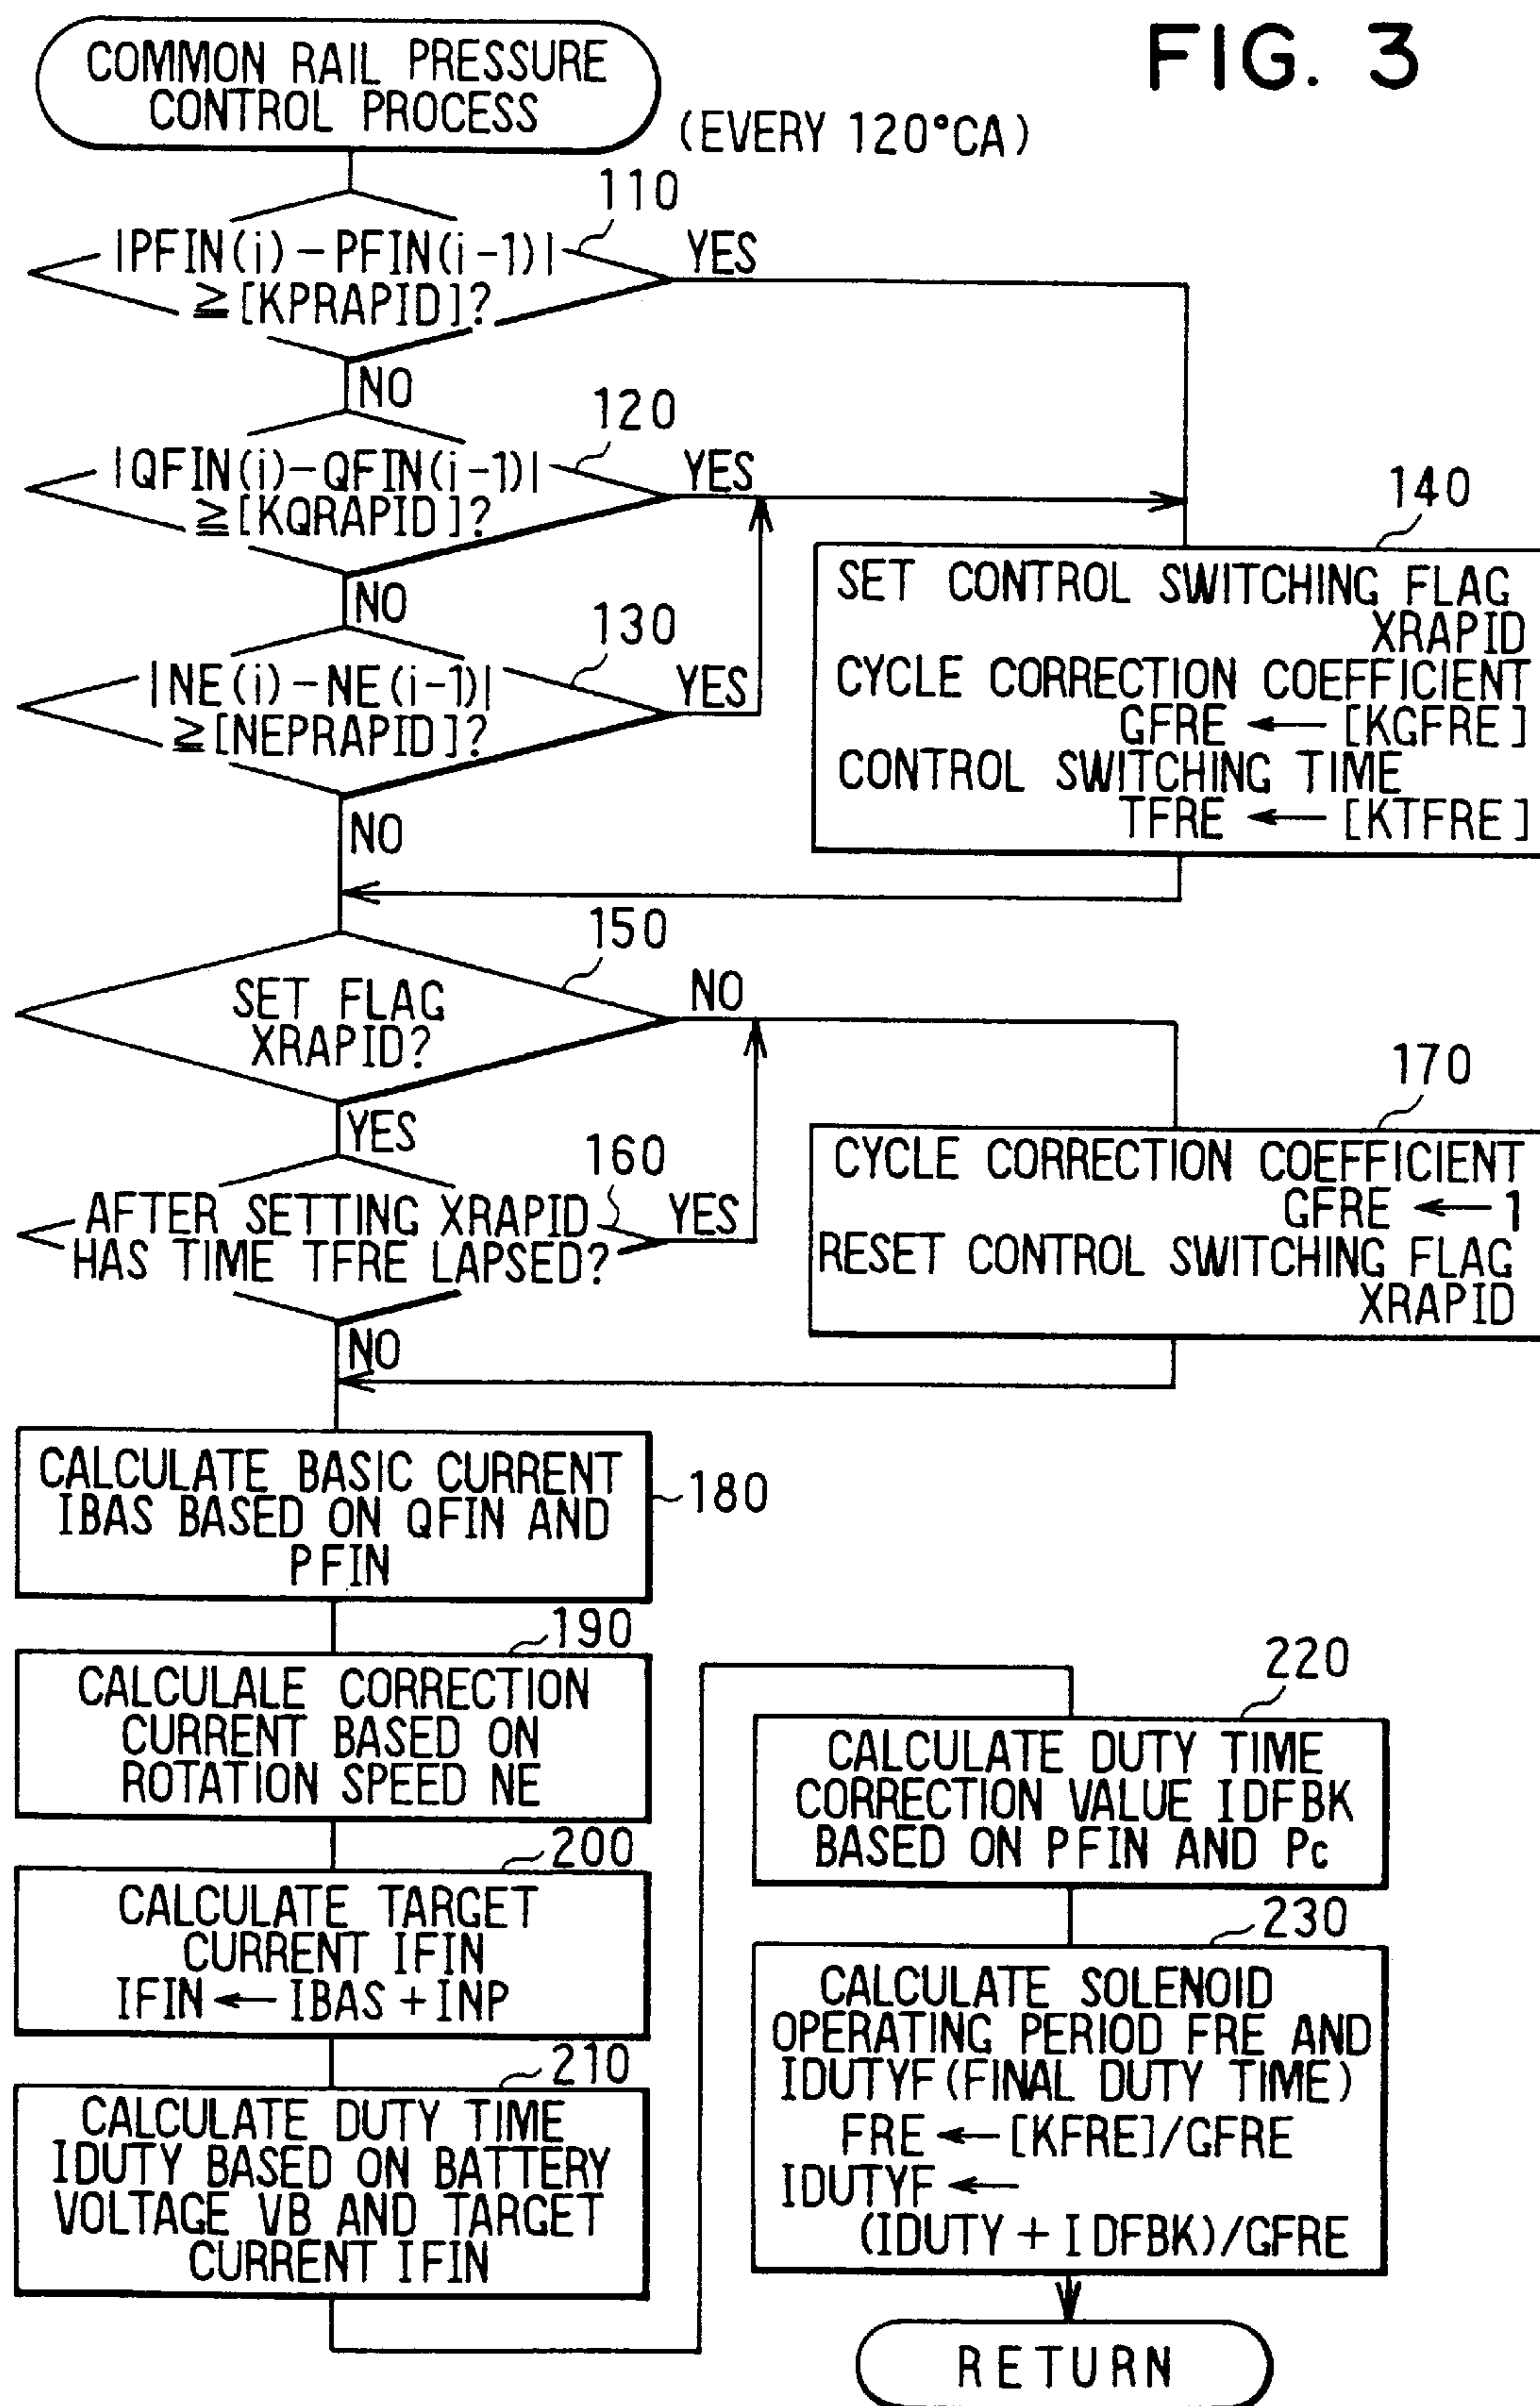 FIG. 3
COMMON RAIL PRESSURE
CONTROL PROCESS
(EVERY 120°CA)
110
|PFIN(i)-PFIN(i-1)|
≧[KPRAPID]?
YES
NO
120
|QFIN(i)-QFIN(i-1)|
≧[KQRAPID]?
YES
NO
130
|NE(i)-NE(i-1)|
≧[NEPRAPID]?
YES
NO
140
SET CONTROL SWITCHING FLAG
XRAPID
CYCLE CORRECTION COEFFICIENT
GFRE ← [KGFRE]
CONTROL SWITCHING TIME
TFRE ← [KTFRE]
150
SET FLAG
XRAPID?
NO
YES
160
AFTER SETTING XRAPID
HAS TIME TFRE LAPSED?
YES
NO
170
CYCLE CORRECTION COEFFICIENT
GFRE ← 1
RESET CONTROL SWITCHING FLAG
XRAPID
CALCULATE BASIC CURRENT
IBAS BASED ON QFIN AND
PFIN
180
190
CALCULALE CORRECTION
CURRENT BASED ON
ROTATION SPEED NE
200
CALCULATE TARGET
CURRENT IFIN
IFIN ← IBAS + INP
210
CALCULATE DUTY TIME
IDUTY BASED ON BATTERY
VOLTAGE VB AND TARGET
CURRENT IFIN
220
CALCULATE DUTY TIME
CORRECTION VALUE IDFBK
BASED ON PFIN AND Pc
230
CALCULATE SOLENOID
OPERATING PERIOD FRE AND
IDUTYF(FINAL DUTY TIME)
FRE ← [KFRE]/GFRE
IDUTYF ←
(IDUTY + IDFBK)/GFRE
RETURN